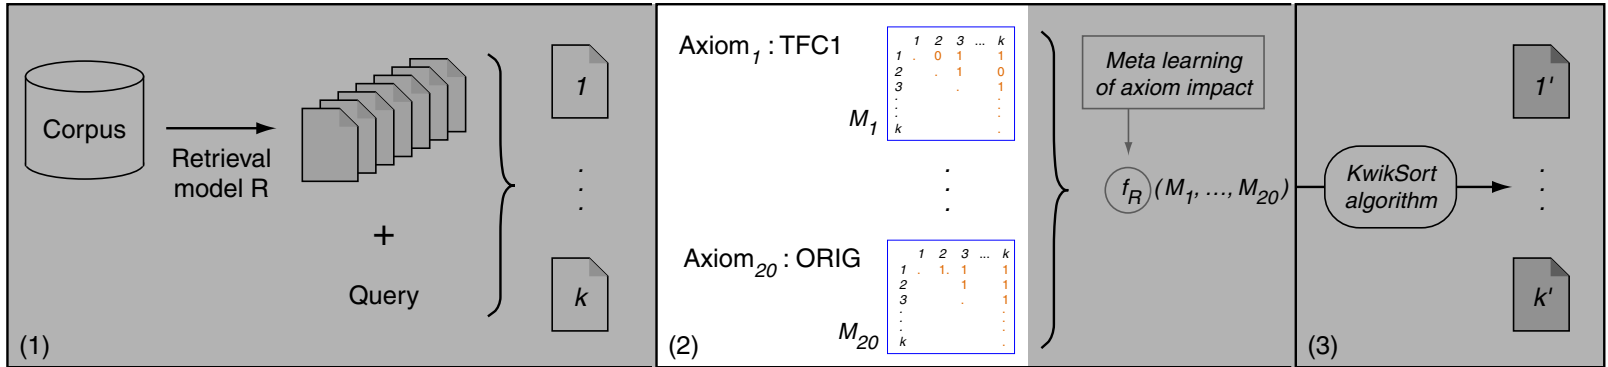 Corpus
Retrieval
model R
+
Query
1
.
.
.
k
(1)
Axiom1 : TFC1
M1
1 2 3 ... k
1 . 0 1 1
2 . 1 0
3 . 1
. .
. .
. .
k .
.
.
.
Axiom20 : ORIG
M20
1 2 3 ... k
1 . 1. 1 1
2 1 1
3 . 1
. .
. .
. .
k .
(2)
Meta learning
of axiom impact
fR (M1, ..., M20)
KwikSort
algorithm
1'
.
.
.
k'
(3)